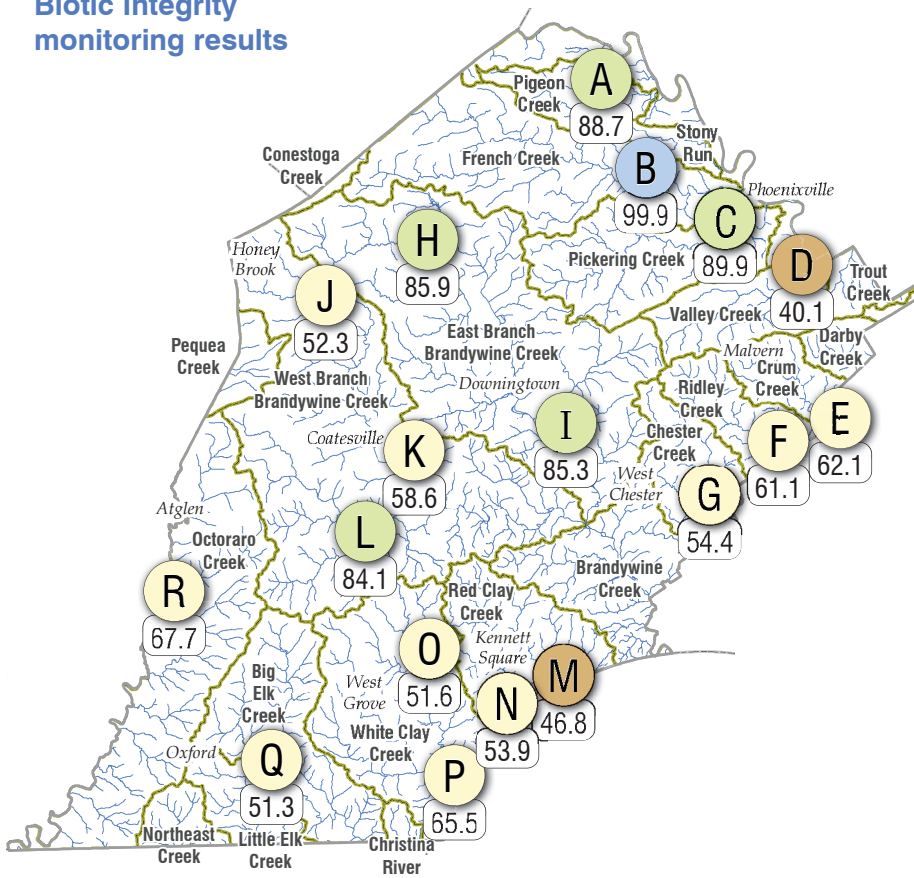 Biotic Integrity
monitoring results
A
88.7
Pigeon
Creek
Stony
Run
Conestoga
Creek
French Creek
B
99.9
Phoenixville
C
89.9
H
85.9
Honey
Brook
Pickering Creek
D
40.1
Trout
Creek
J
52.3
Valley Creek
East Branch
Brandywine Creek
Darby
Creek
Malvern
Crum
Creek
Pequea
Creek
West Branch
Brandywine Creek
Downingtown
Ridley
Creek
Chester
Creek
E
62.1
F
61.1
I
85.3
Coatesville
K
58.6
West
Chester
G
54.4
Atglen
L
84.1
Octoraro
Creek
Brandywine
Creek
R
67.7
Red Clay
Creek
Kennett
Square
O
51.6
M
46.8
N
53.9
Big
Elk
Creek
West
Grove
White Clay
Creek
Oxford
Q
51.3
P
65.5
Northeast
Creek
Little Elk
Creek
Christina
River